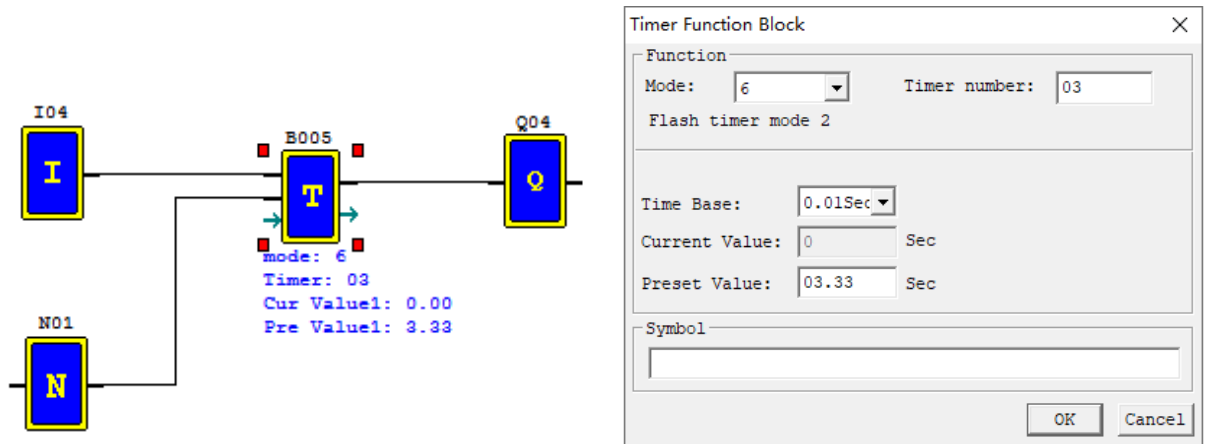 I04
I
B005
T
Q04
Q
mode: 6
Timer: 03
Cur Value1: 0.00
Pre Value1: 3.33
N01
N
Timer Function Block
Function
Mode: 6 Timer number: 03
Flash timer mode 2
Time Base: 0.01Sec
Current Value: 0 Sec
Preset Value: 03.33 Sec
Symbol
OK Cancel